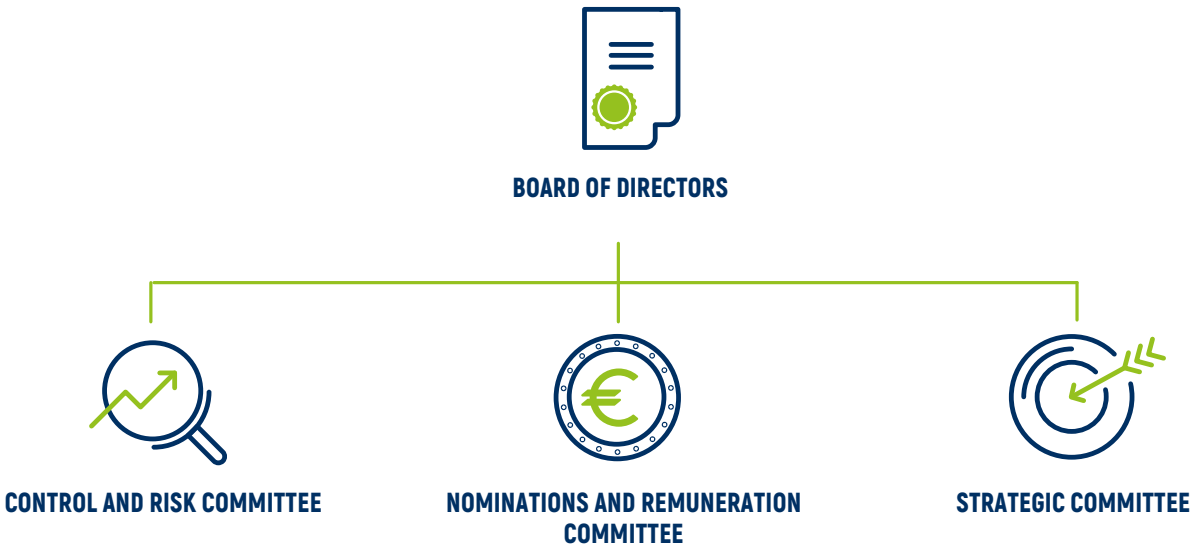 BOARD OF DIRECTORS
CONTROL AND RISK COMMITTEE
NOMINATIONS AND REMUNERATION
COMMITTEE
STRATEGIC COMMITTEE